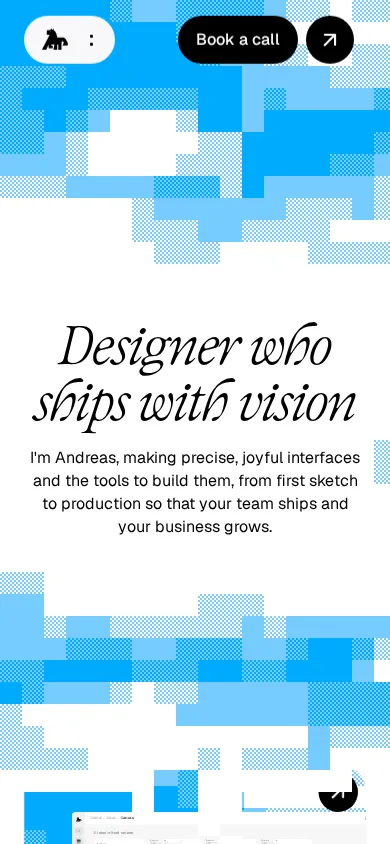 Book a call
Designer who
ships with vision
I'm Andreas, making precise, joyful interfaces
and the tools to build them, from first sketch
to production so that your team ships and
your business grows.